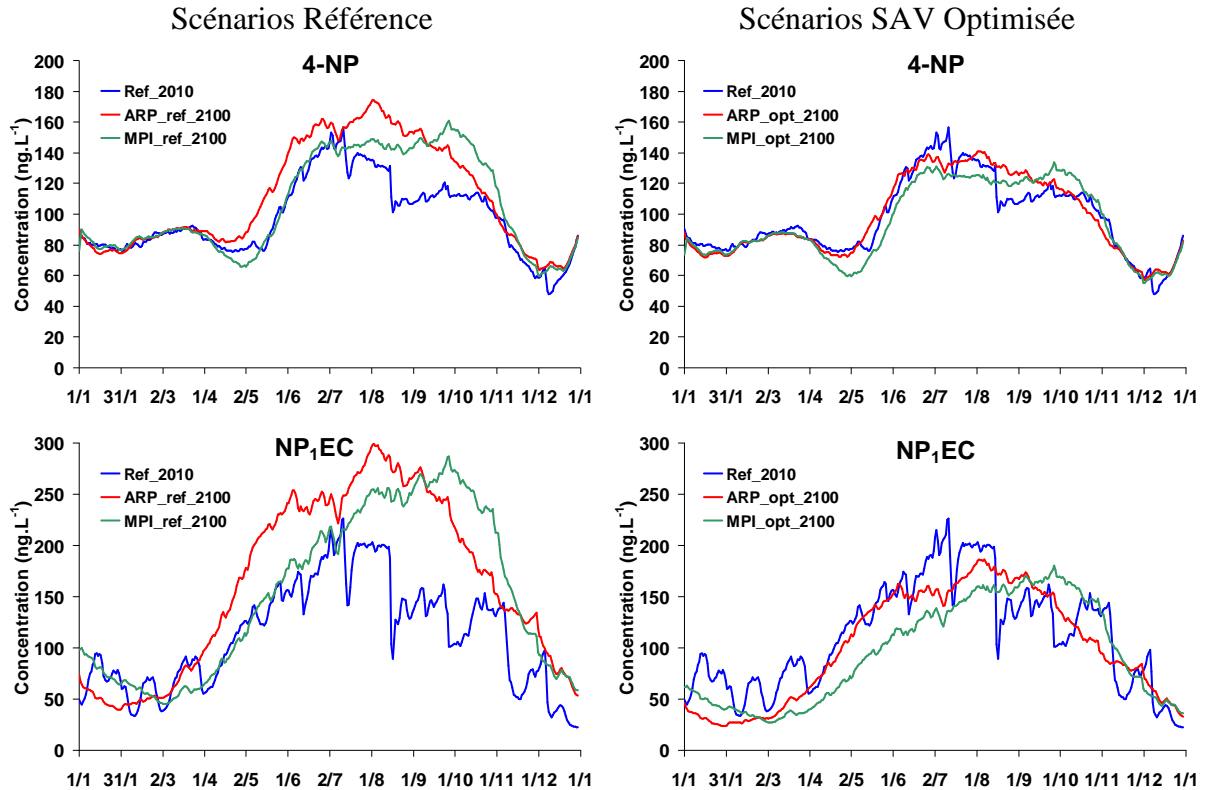 Scénarios Référence
Scénarios SAV Optimisée
4-NP
Concentration (ng.L⁻¹)
200
180
160
140
120
100
80
60
40
20
0
Ref_2010
ARP_ref_2100
MPI_ref_2100
1/1 31/1 2/3 1/4 2/5 1/6 2/7 1/8 1/9 1/10 1/11 1/12 1/1
4-NP
Concentration (ng.L⁻¹)
200
180
160
140
120
100
80
60
40
20
0
Ref_2010
ARP_opt_2100
MPI_opt_2100
1/1 31/1 2/3 1/4 2/5 1/6 2/7 1/8 1/9 1/10 1/11 1/12 1/1
NP₁EC
Concentration (ng.L⁻¹)
300
250
200
150
100
50
0
Ref_2010
ARP_ref_2100
MPI_ref_2100
1/1 31/1 2/3 1/4 2/5 1/6 2/7 1/8 1/9 1/10 1/11 1/12 1/1
NP₁EC
Concentration (ng.L⁻¹)
300
250
200
150
100
50
0
Ref_2010
ARP_opt_2100
MPI_opt_2100
1/1 31/1 2/3 1/4 2/5 1/6 2/7 1/8 1/9 1/10 1/11 1/12 1/1